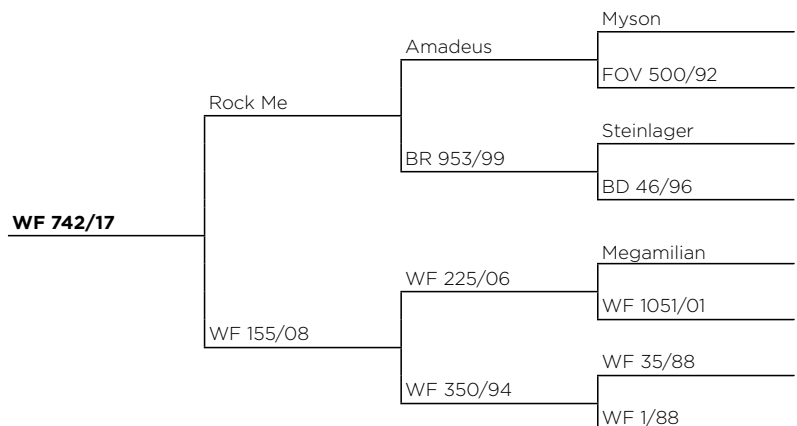 Myson
Amadeus
FOV 500/92
Rock Me
Steinlager
BR 953/99
BD 46/96
WF 742/17
Megamilian
WF 225/06
WF 1051/01
WF 155/08
WF 35/88
WF 350/94
WF 1/88